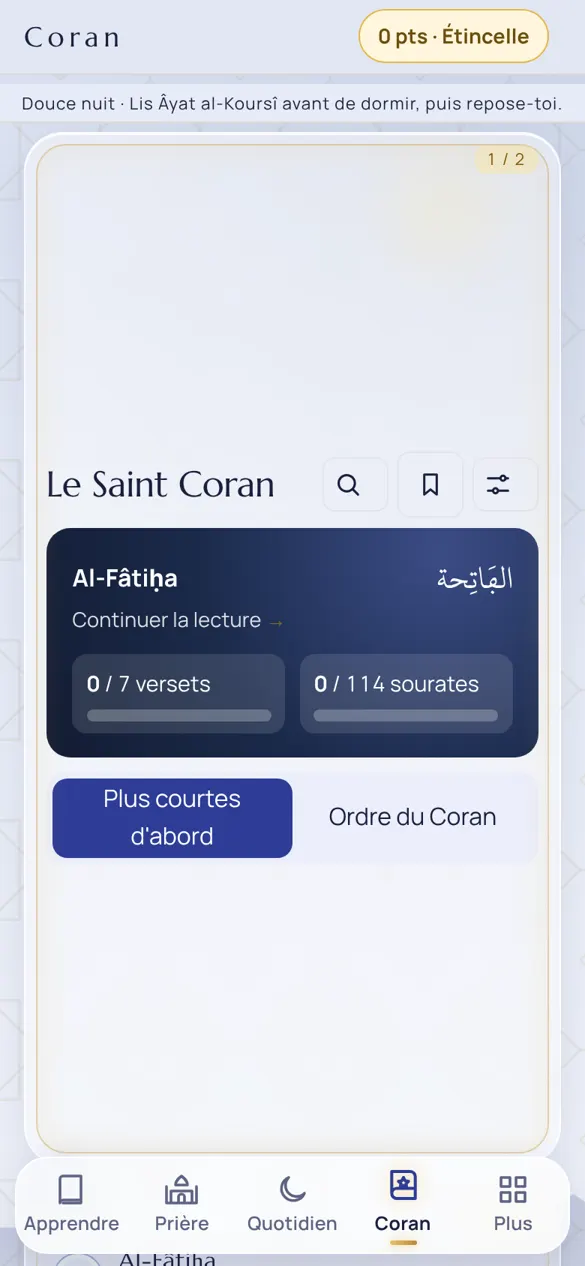 Coran
0 pts · Étincelle
Douce nuit · Lis Âyat al-Koursî avant de dormir, puis repose-toi.
1 / 2
Le Saint Coran
Al-Fâtiḥa
الفَاتِحة
Continuer la lecture →
0 / 7 versets
0 / 114 sourates
Plus courtes
d'abord
Ordre du Coran
Apprendre
Prière
Quotidien
Coran
Plus
Al-Fâtiḥa